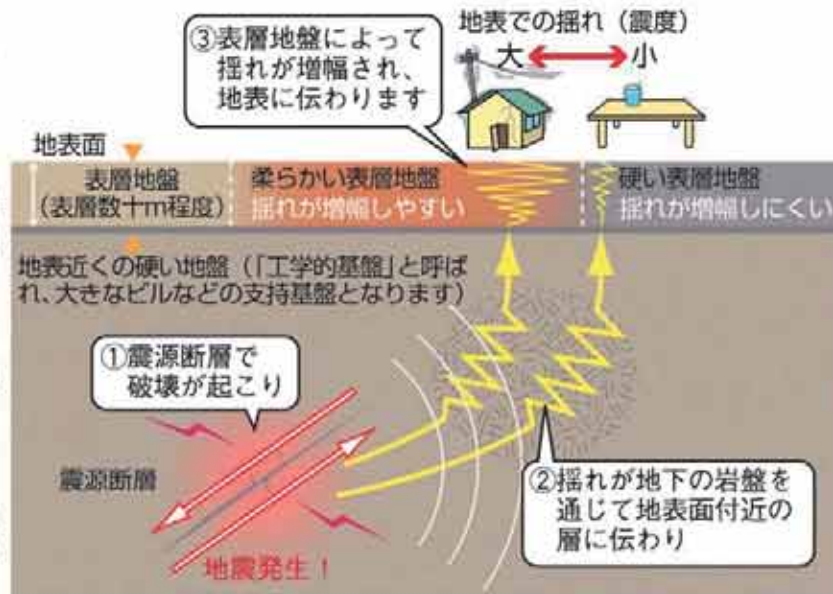 地表での揺れ（震度）
大
小
③表層地盤によって
揺れが増幅され、
地表に伝わります
地表面
表層地盤
（表層数十m程度）
柔らかい表層地盤
揺れが増幅しやすい
硬い表層地盤
揺れが増幅しにくい
地表近くの硬い地盤（「工学的基盤」と呼ば
れ、大きなビルなどの支持基盤となります）
①震源断層で
破壊が起こり
震源断層
地震発生！
②揺れが地下の岩盤を
通じて地表面付近の
層に伝わり